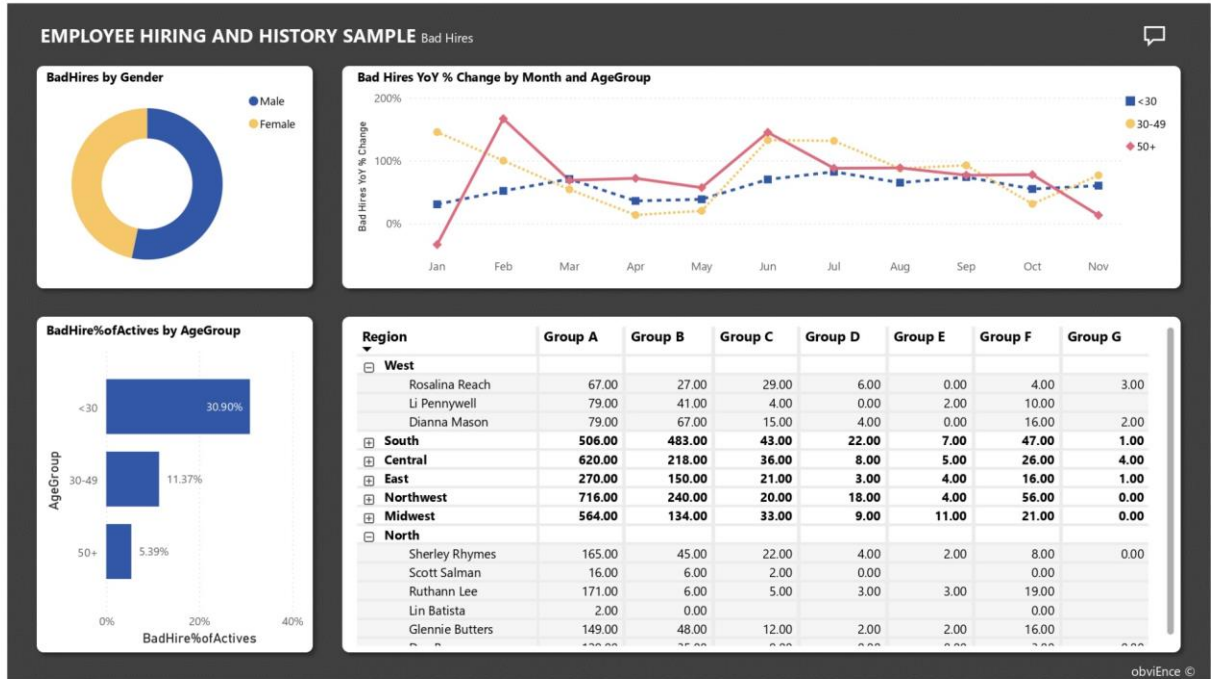 EMPLOYEE HIRING AND HISTORY SAMPLE Bad Hires
BadHires by Gender
Male
Female
Bad Hires YoY % Change by Month and AgeGroup
200%
100%
0%
Bad Hires YoY % Change
Jan Feb Mar Apr May Jun Jul Aug Sep Oct Nov
<30
30-49
50+
BadHire%ofActives by AgeGroup
AgeGroup
<30 30.90%
30-49 11.37%
50+ 5.39%
0% 20% 40%
BadHire%ofActives
Region Group A Group B Group C Group D Group E Group F Group G
West
Rosalina Reach 67.00 27.00 29.00 6.00 0.00 4.00 3.00
Li Pennywell 79.00 41.00 4.00 0.00 2.00 10.00
Dianna Mason 79.00 67.00 15.00 4.00 0.00 16.00 2.00
South 506.00 483.00 43.00 22.00 7.00 47.00 1.00
Central 620.00 218.00 36.00 8.00 5.00 26.00 4.00
East 270.00 150.00 21.00 3.00 4.00 16.00 1.00
Northwest 716.00 240.00 20.00 18.00 4.00 56.00 0.00
Midwest 564.00 134.00 33.00 9.00 11.00 21.00 0.00
North
Sherley Rhymes 165.00 45.00 22.00 4.00 2.00 8.00 0.00
Scott Salman 16.00 6.00 2.00 0.00 0.00
Ruthann Lee 171.00 6.00 5.00 3.00 3.00 19.00
Lin Batista 2.00 0.00 0.00
Glennie Butters 149.00 48.00 12.00 2.00 2.00 16.00
obviEnce ©